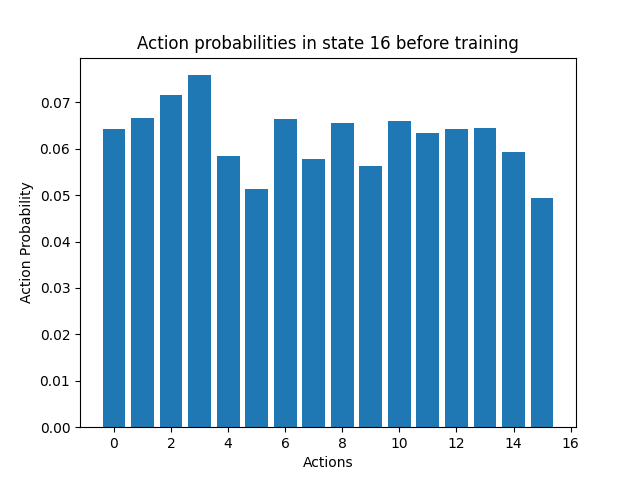 Action probabilities in state 16 before training
Action Probability
0.07
0.06
0.05
0.04
0.03
0.02
0.01
0.00
0 2 4 6 8 10 12 14 16
Actions